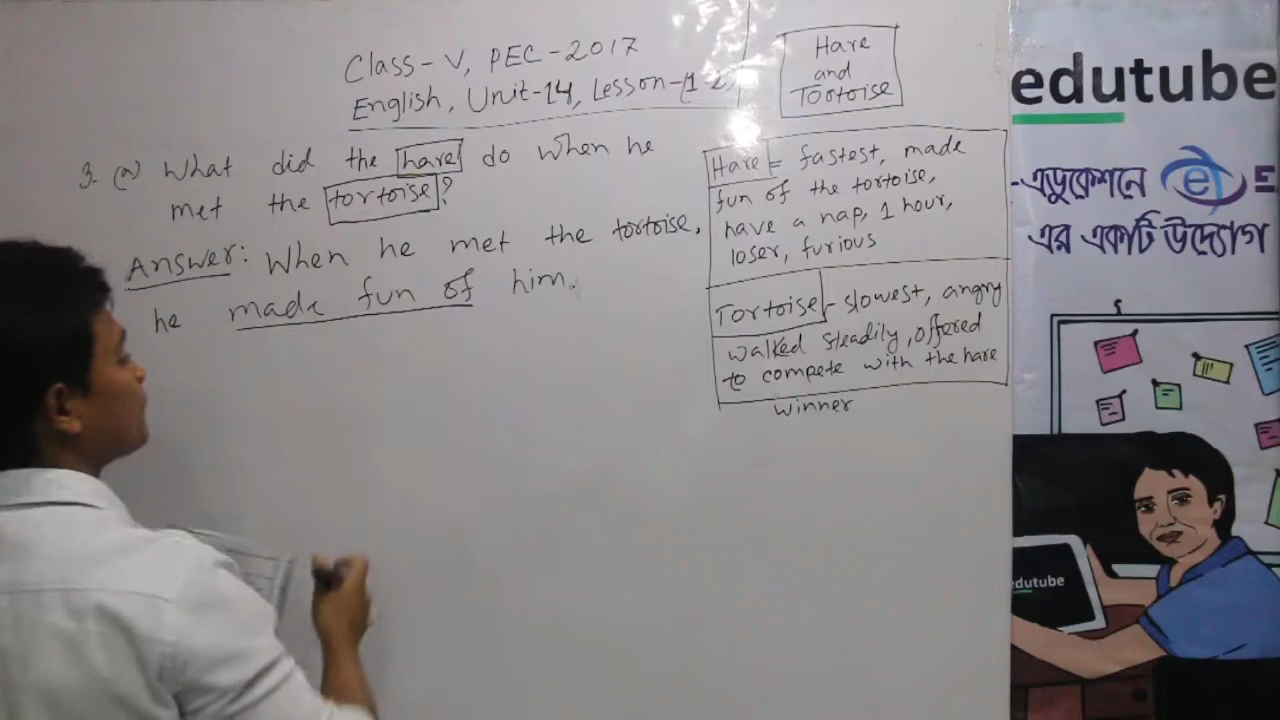 Class-V, PEC-2017
English, Unit-14, Lesson-(1-2)
Hare
and
Tortoise
3. (a) What did the hare do when he
met the tortoise?
Answer: When he met the tortoise,
he made fun of him.
Hare = fastest, made
fun of the tortoise,
have a nap, 1 hour,
loser, furious
Tortoise - slowest, angry
walked steadily, offered
to compete with the hare
winner
edutube
-এডুকেশনে e E
এর একটি উদ্যোগ
edutube